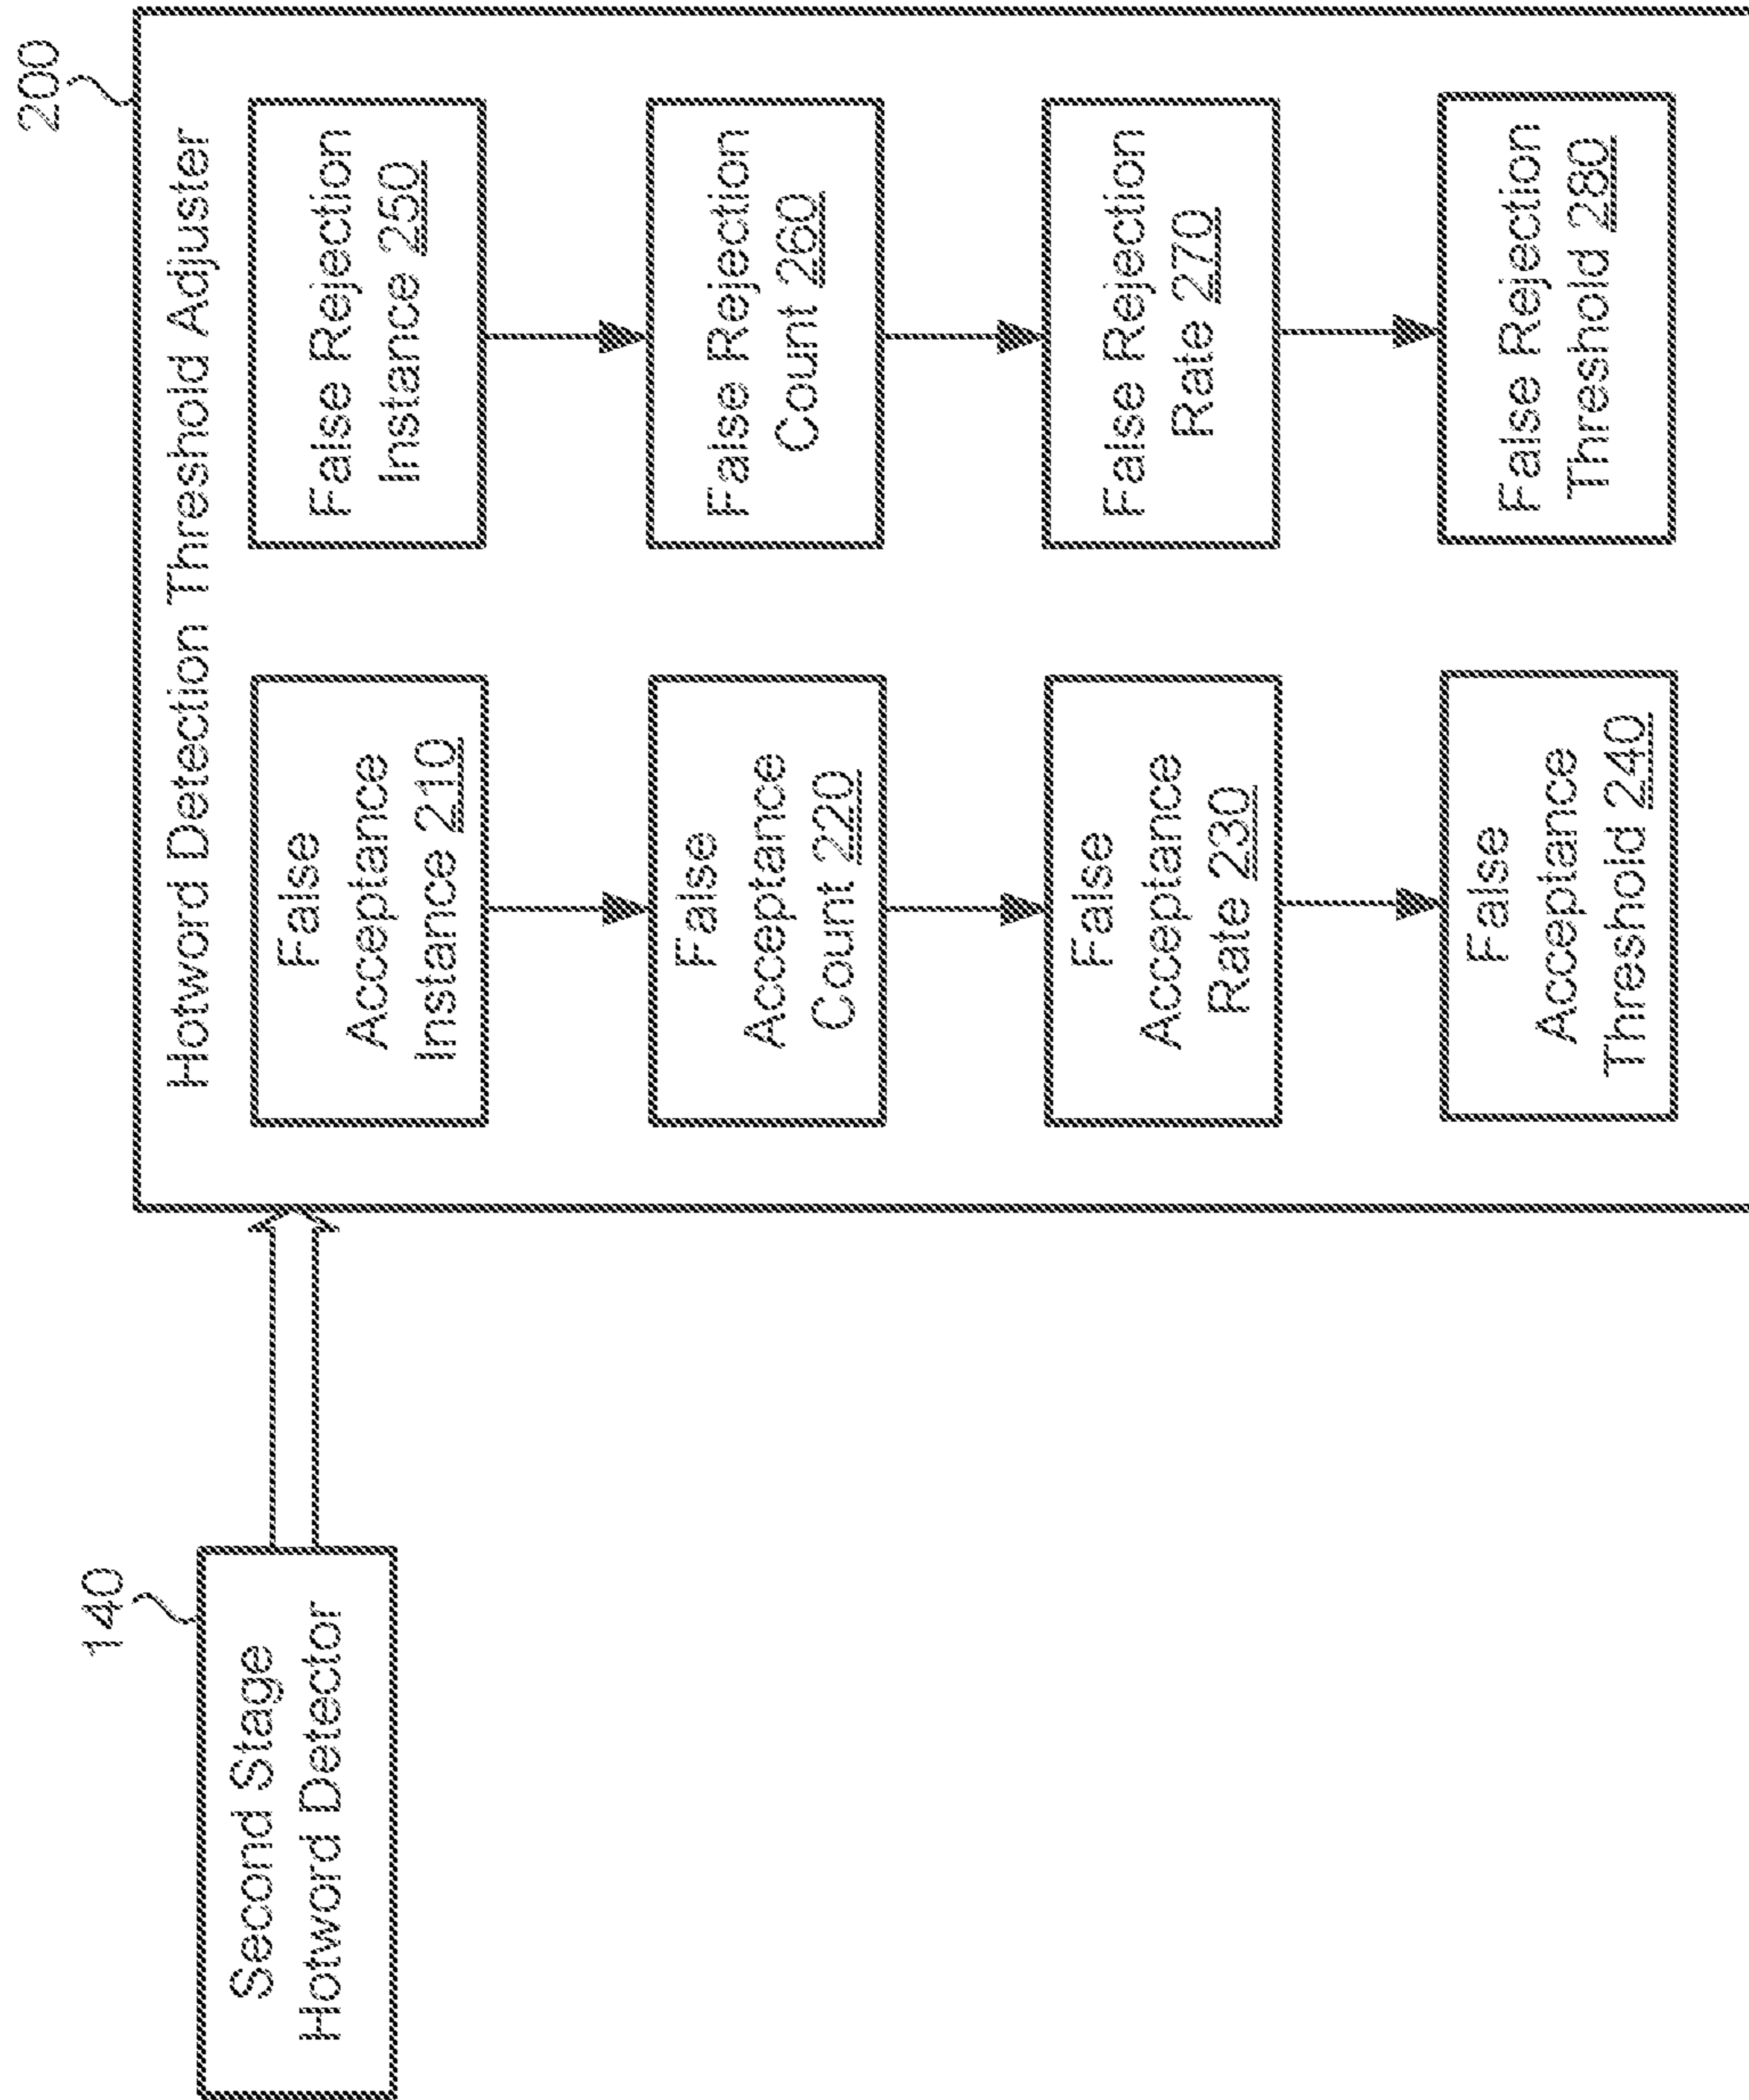 200
Hotword Detection Threshold Adjuster
140
Second Stage
Hotword Detector
False
Acceptance
Instance 210
False
Acceptance
Count 220
False
Acceptance
Rate 230
False
Acceptance
Threshold 240
False Rejection
Instance 250
False Rejection
Count 260
False Rejection
Rate 270
False Rejection
Threshold 280